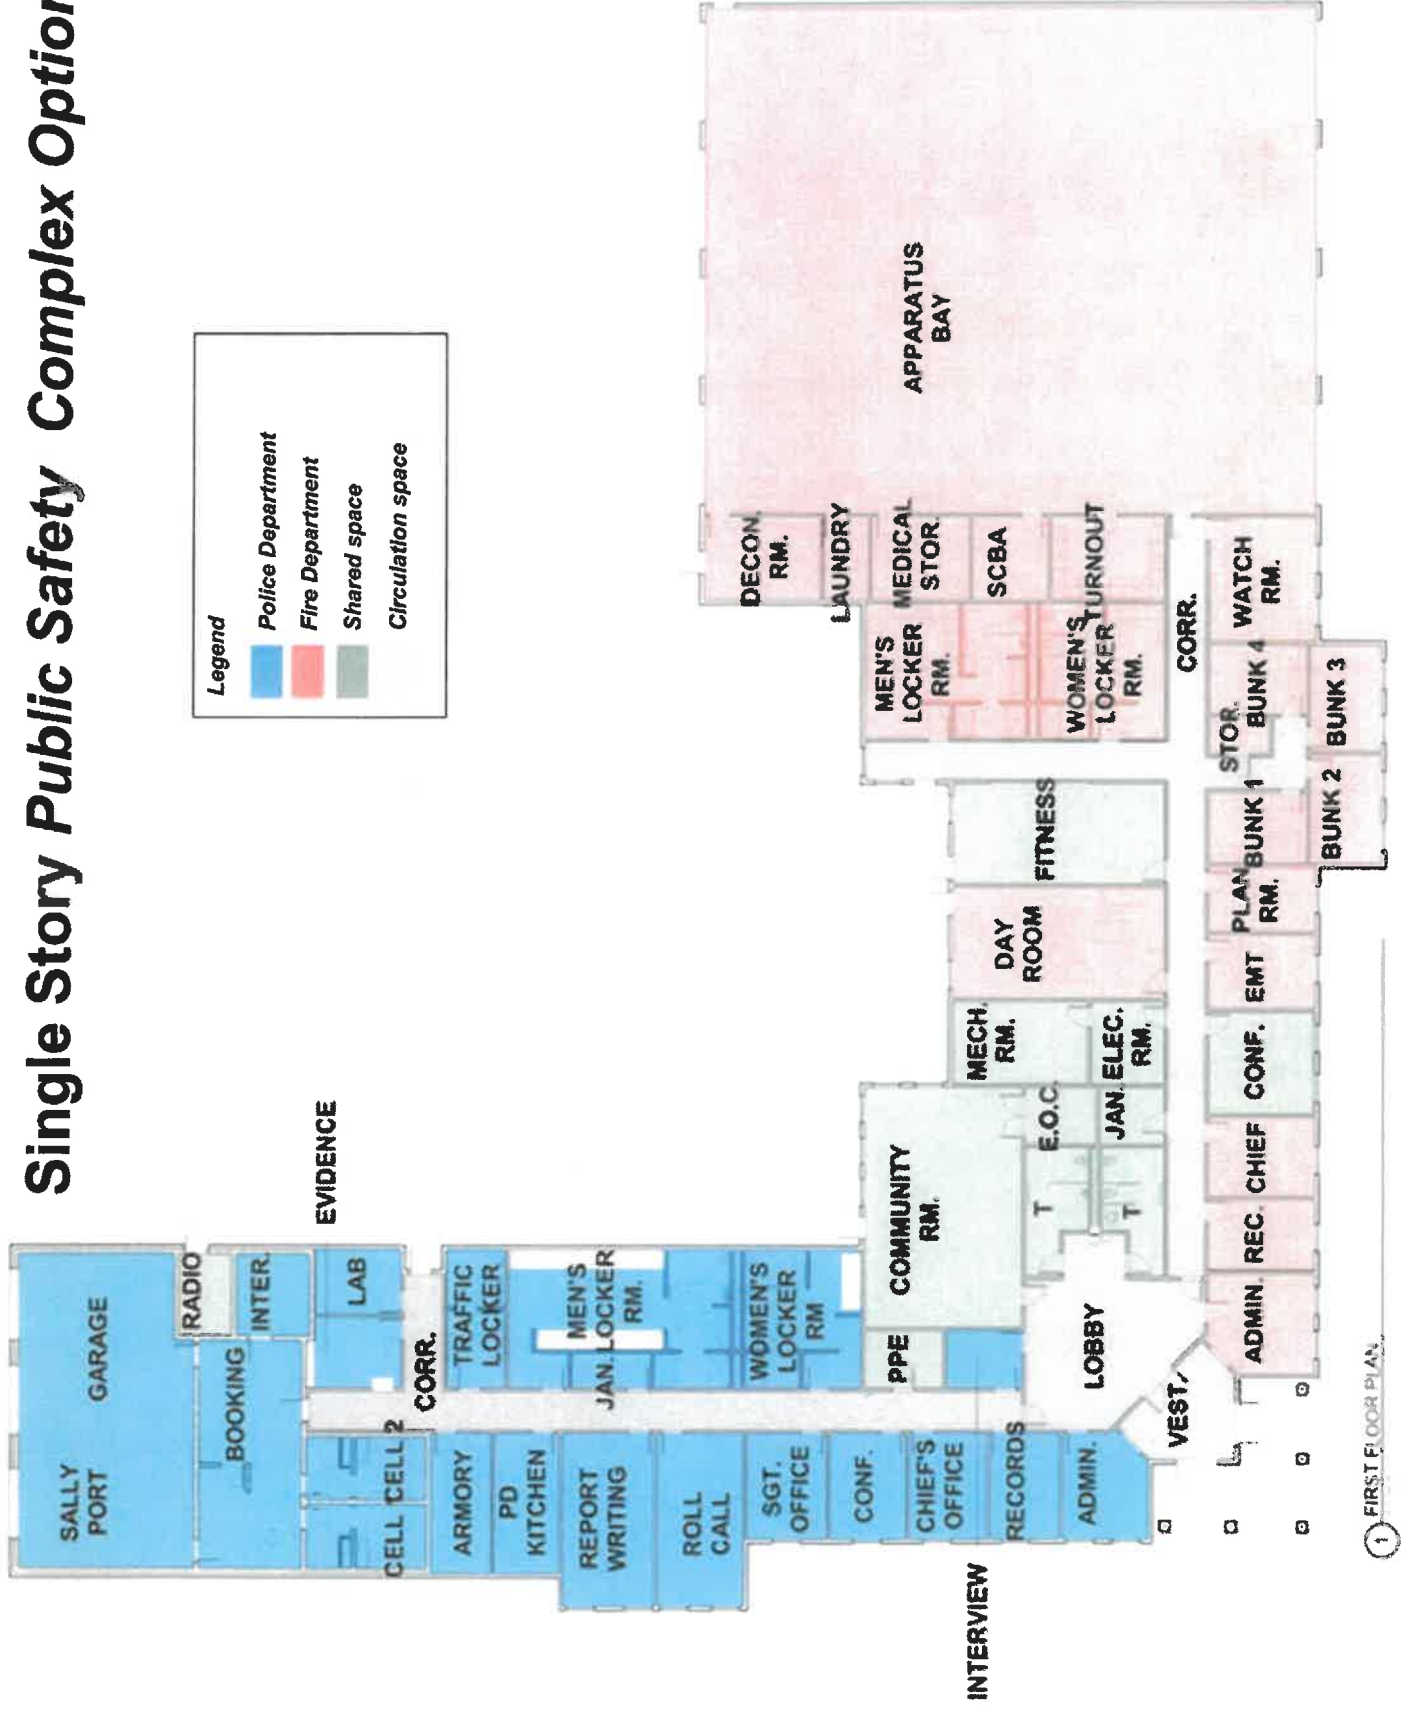 Single Story Public Safety Complex Option
Legend
Police Department
Fire Department
Shared space
Circulation space
SALLY
PORT
GARAGE
RADIO
BOOKING
INTER.
EVIDENCE
LAB
CELL 1
CELL 2
CORR.
ARMORY
TRAFFIC
LOCKER
PD
KITCHEN
REPORT
WRITING
JAN.
MEN'S
LOCKER
RM.
ROLL
CALL
WOMEN'S
LOCKER
RM
SGT.
OFFICE
CONF.
CHIEF'S
OFFICE
INTERVIEW
RECORDS
ADMIN.
PPE
COMMUNITY
RM.
LOBBY
VEST.
T
T
E.O.C.
JAN.
MECH.
RM.
ELEC.
RM.
DAY
ROOM
FITNESS
MEN'S
LOCKER
RM.
WOMEN'S
LOCKER
RM.
DECON.
RM.
LAUNDRY
MEDICAL
STOR.
SCBA
TURNOUT
APPARATUS
BAY
CORR.
ADMIN.
REC.
CHIEF
CONF.
EMT
PLAN
RM.
BUNK 1
STOR.
BUNK 4
WATCH
RM.
BUNK 2
BUNK 3
1 FIRST FLOOR PLAN